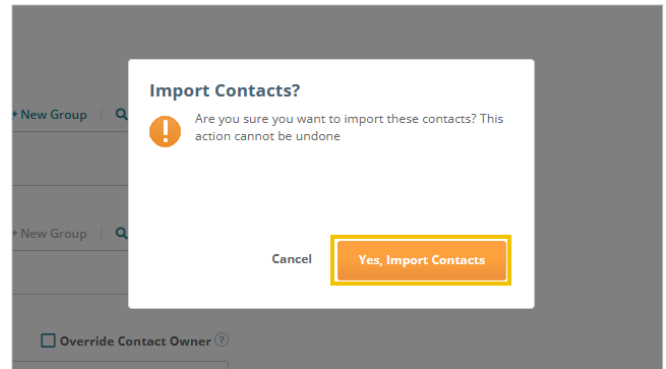 Import Contacts?
Are you sure you want to import these contacts? This
action cannot be undone
+ New Group
+ New Group
Cancel
Yes, Import Contacts
Override Contact Owner ?